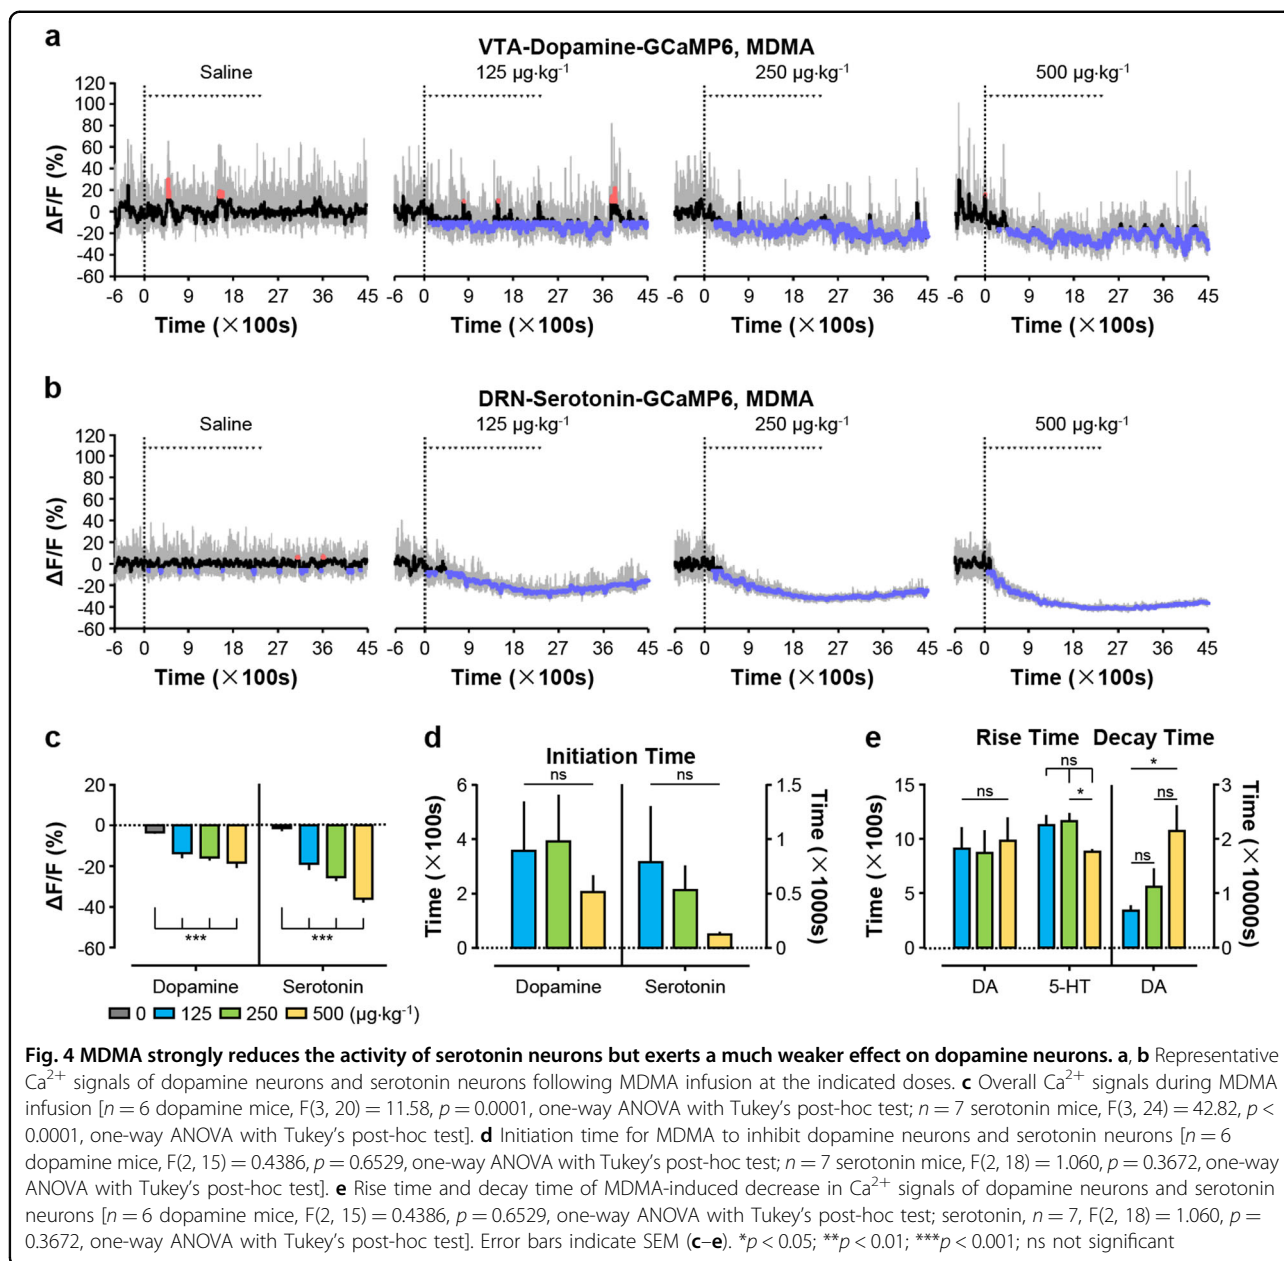 a
VTA-Dopamine-GCaMP6, MDMA
Saline 125 µg·kg⁻¹ 250 µg·kg⁻¹ 500 µg·kg⁻¹
ΔF/F (%)
120
100
80
60
40
20
0
-20
-40
-60
-6 0 9 18 27 36 45 -6 0 9 18 27 36 45 -6 0 9 18 27 36 45 -6 0 9 18 27 36 45
Time (×100s) Time (×100s) Time (×100s) Time (×100s)
b
DRN-Serotonin-GCaMP6, MDMA
Saline 125 µg·kg⁻¹ 250 µg·kg⁻¹ 500 µg·kg⁻¹
ΔF/F (%)
120
100
80
60
40
20
0
-20
-40
-60
-6 0 9 18 27 36 45 -6 0 9 18 27 36 45 -6 0 9 18 27 36 45 -6 0 9 18 27 36 45
Time (×100s) Time (×100s) Time (×100s) Time (×100s)
c
ΔF/F (%)
20
0
-20
-40
-60
*** ***
Dopamine Serotonin
0 125 250 500 (µg·kg⁻¹)
d
Initiation Time
ns ns
Time (×100s)
6
4
2
0
Time (×1000s)
1.5
1
0.5
0
Dopamine Serotonin
e
Rise Time Decay Time
ns ns * * ns ns
Time (×100s)
15
10
5
0
Time (×10000s)
3
2
1
0
DA 5-HT DA
Fig. 4 MDMA strongly reduces the activity of serotonin neurons but exerts a much weaker effect on dopamine neurons. a, b Representative
Ca²⁺ signals of dopamine neurons and serotonin neurons following MDMA infusion at the indicated doses. c Overall Ca²⁺ signals during MDMA
infusion [n = 6 dopamine mice, F(3, 20) = 11.58, p = 0.0001, one-way ANOVA with Tukey's post-hoc test; n = 7 serotonin mice, F(3, 24) = 42.82, p <
0.0001, one-way ANOVA with Tukey's post-hoc test]. d Initiation time for MDMA to inhibit dopamine neurons and serotonin neurons [n = 6
dopamine mice, F(2, 15) = 0.4386, p = 0.6529, one-way ANOVA with Tukey's post-hoc test; n = 7 serotonin mice, F(2, 18) = 1.060, p = 0.3672, one-way
ANOVA with Tukey's post-hoc test]. e Rise time and decay time of MDMA-induced decrease in Ca²⁺ signals of dopamine neurons and serotonin
neurons [n = 6 dopamine mice, F(2, 15) = 0.4386, p = 0.6529, one-way ANOVA with Tukey's post-hoc test; serotonin, n = 7, F(2, 18) = 1.060, p =
0.3672, one-way ANOVA with Tukey's post-hoc test]. Error bars indicate SEM (c–e). *p < 0.05; **p < 0.01; ***p < 0.001; ns not significant